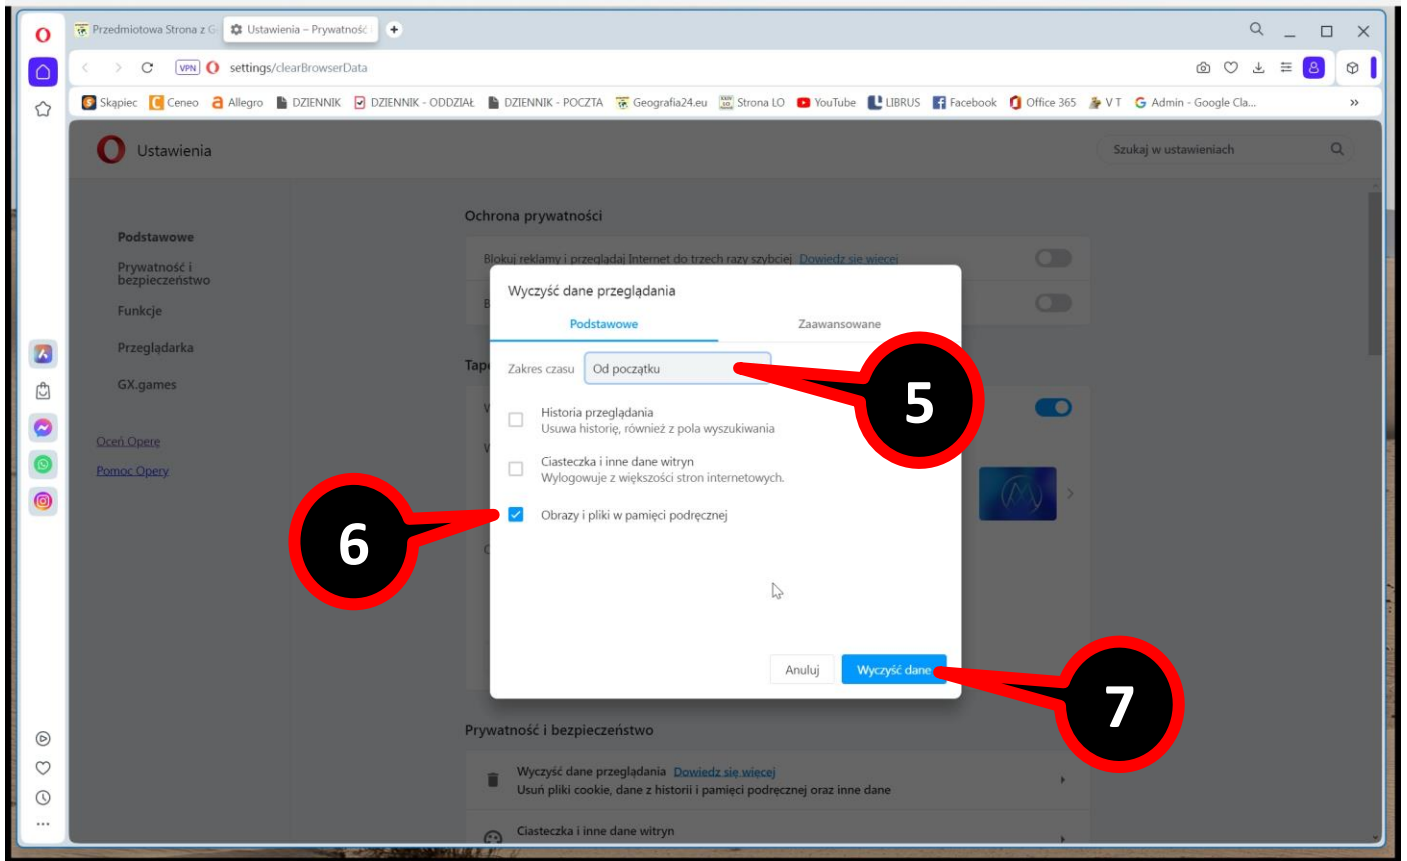 Przedmiotowa Strona z G
Ustawienia – Prywatność i
VPN
settings/clearBrowserData
Skąpiec
Ceneo
Allegro
DZIENNIK
DZIENNIK - ODDZIAŁ
DZIENNIK - POCZTA
Geografia24.eu
Strona LO
YouTube
LIBRUS
Facebook
Office 365
V T
Admin - Google Cla...
Ustawienia
Szukaj w ustawieniach
Podstawowe
Prywatność i
bezpieczeństwo
Funkcje
Przeglądarka
GX.games
Oceń Operę
Pomoc Opery
Ochrona prywatności
Blokuj reklamy i przeglądaj Internet do trzech razy szybciej Dowiedz się więcej
B
Tap
Wyczyść dane przeglądania
Podstawowe
Zaawansowane
Zakres czasu
Od początku
5
Historia przeglądania
Usuwa historię, również z pola wyszukiwania
Ciasteczka i inne dane witryn
Wylogowuje z większości stron internetowych.
6
Obrazy i pliki w pamięci podręcznej
Anuluj
Wyczyść dane
7
Prywatność i bezpieczeństwo
Wyczyść dane przeglądania Dowiedz się więcej
Usuń pliki cookie, dane z historii i pamięci podręcznej oraz inne dane
Ciasteczka i inne dane witryn